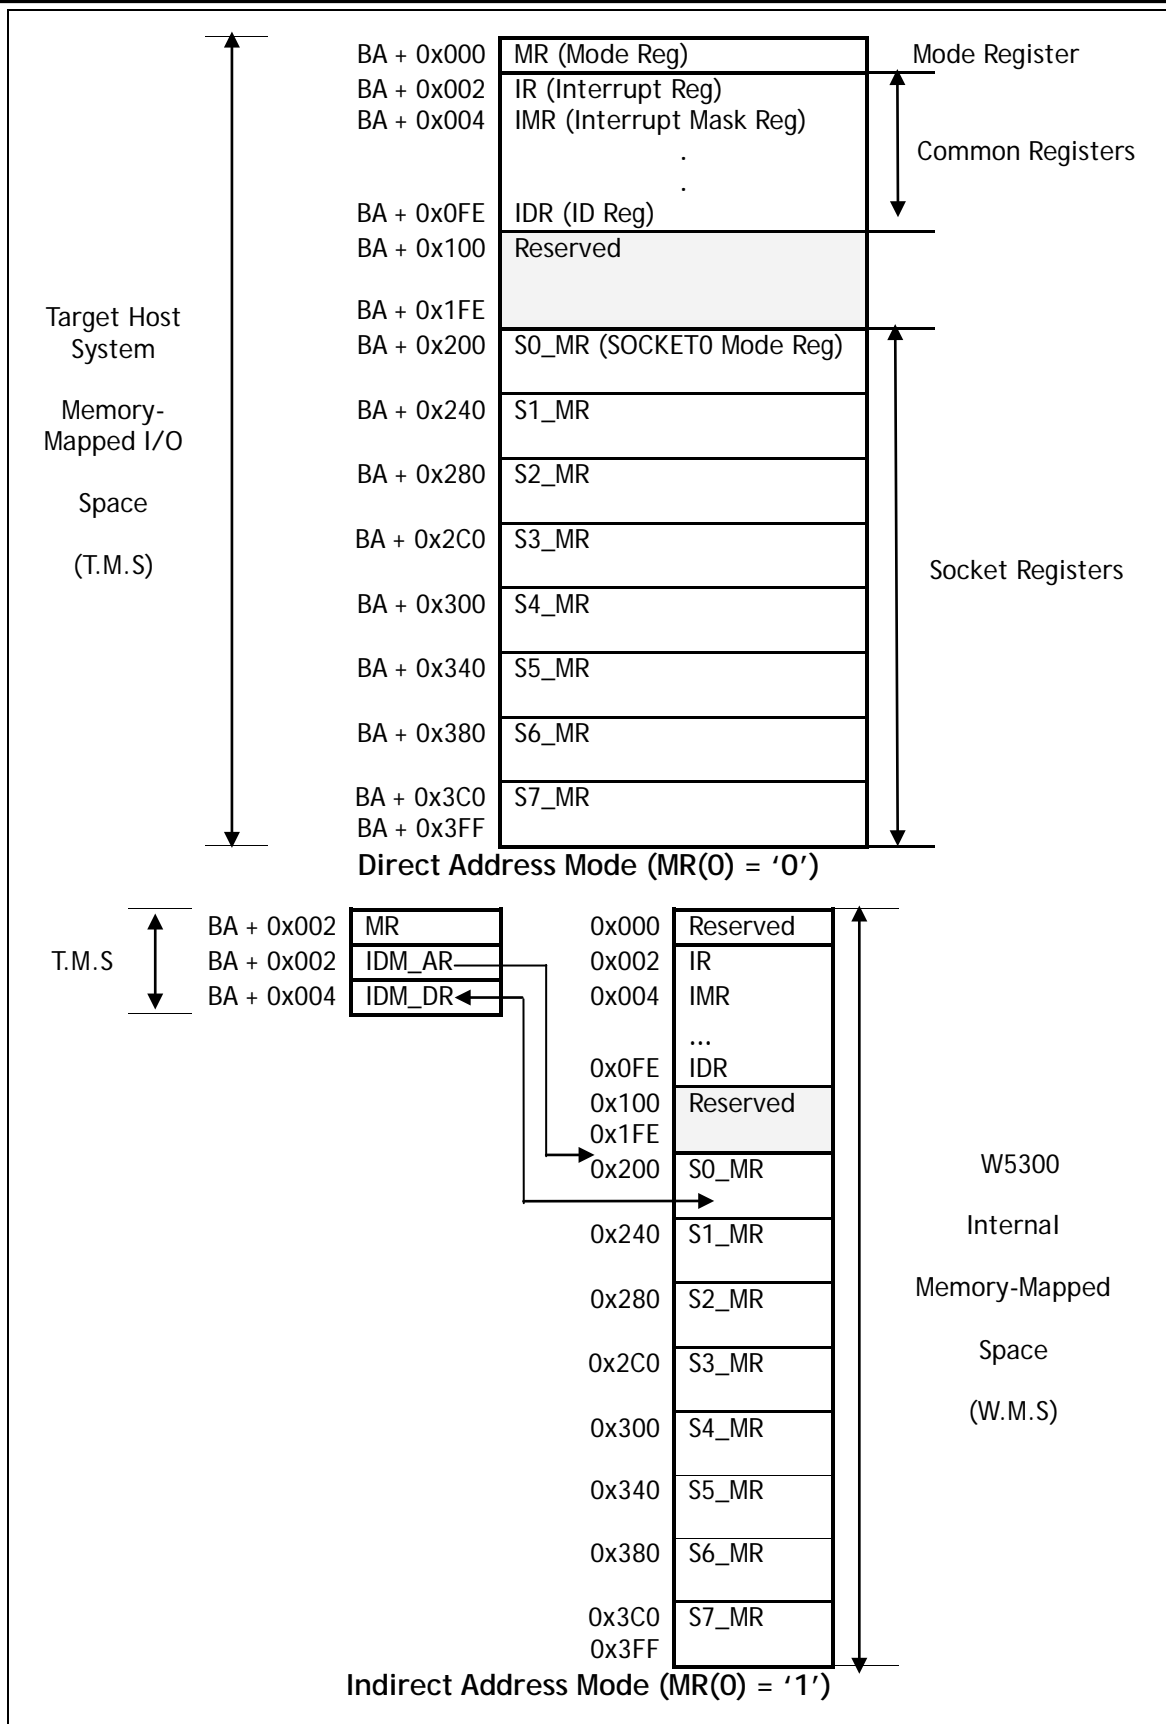 BA + 0x000 MR (Mode Reg) Mode Register
BA + 0x002 IR (Interrupt Reg)
BA + 0x004 IMR (Interrupt Mask Reg)
.
Common Registers
.
BA + 0x0FE IDR (ID Reg)
BA + 0x100 Reserved
BA + 0x1FE
Target Host
System
Memory-
Mapped I/O
Space
(T.M.S)
BA + 0x200 S0_MR (SOCKET0 Mode Reg)
BA + 0x240 S1_MR
BA + 0x280 S2_MR
BA + 0x2C0 S3_MR
Socket Registers
BA + 0x300 S4_MR
BA + 0x340 S5_MR
BA + 0x380 S6_MR
BA + 0x3C0 S7_MR
BA + 0x3FF
Direct Address Mode (MR(0) = ‘0’)
T.M.S
BA + 0x002 MR
BA + 0x002 IDM_AR
BA + 0x004 IDM_DR
0x000 Reserved
0x002 IR
0x004 IMR
...
0x0FE IDR
0x100 Reserved
0x1FE
0x200 S0_MR
0x240 S1_MR
0x280 S2_MR
0x2C0 S3_MR
0x300 S4_MR
0x340 S5_MR
0x380 S6_MR
0x3C0 S7_MR
0x3FF
W5300
Internal
Memory-Mapped
Space
(W.M.S)
Indirect Address Mode (MR(0) = ‘1’)